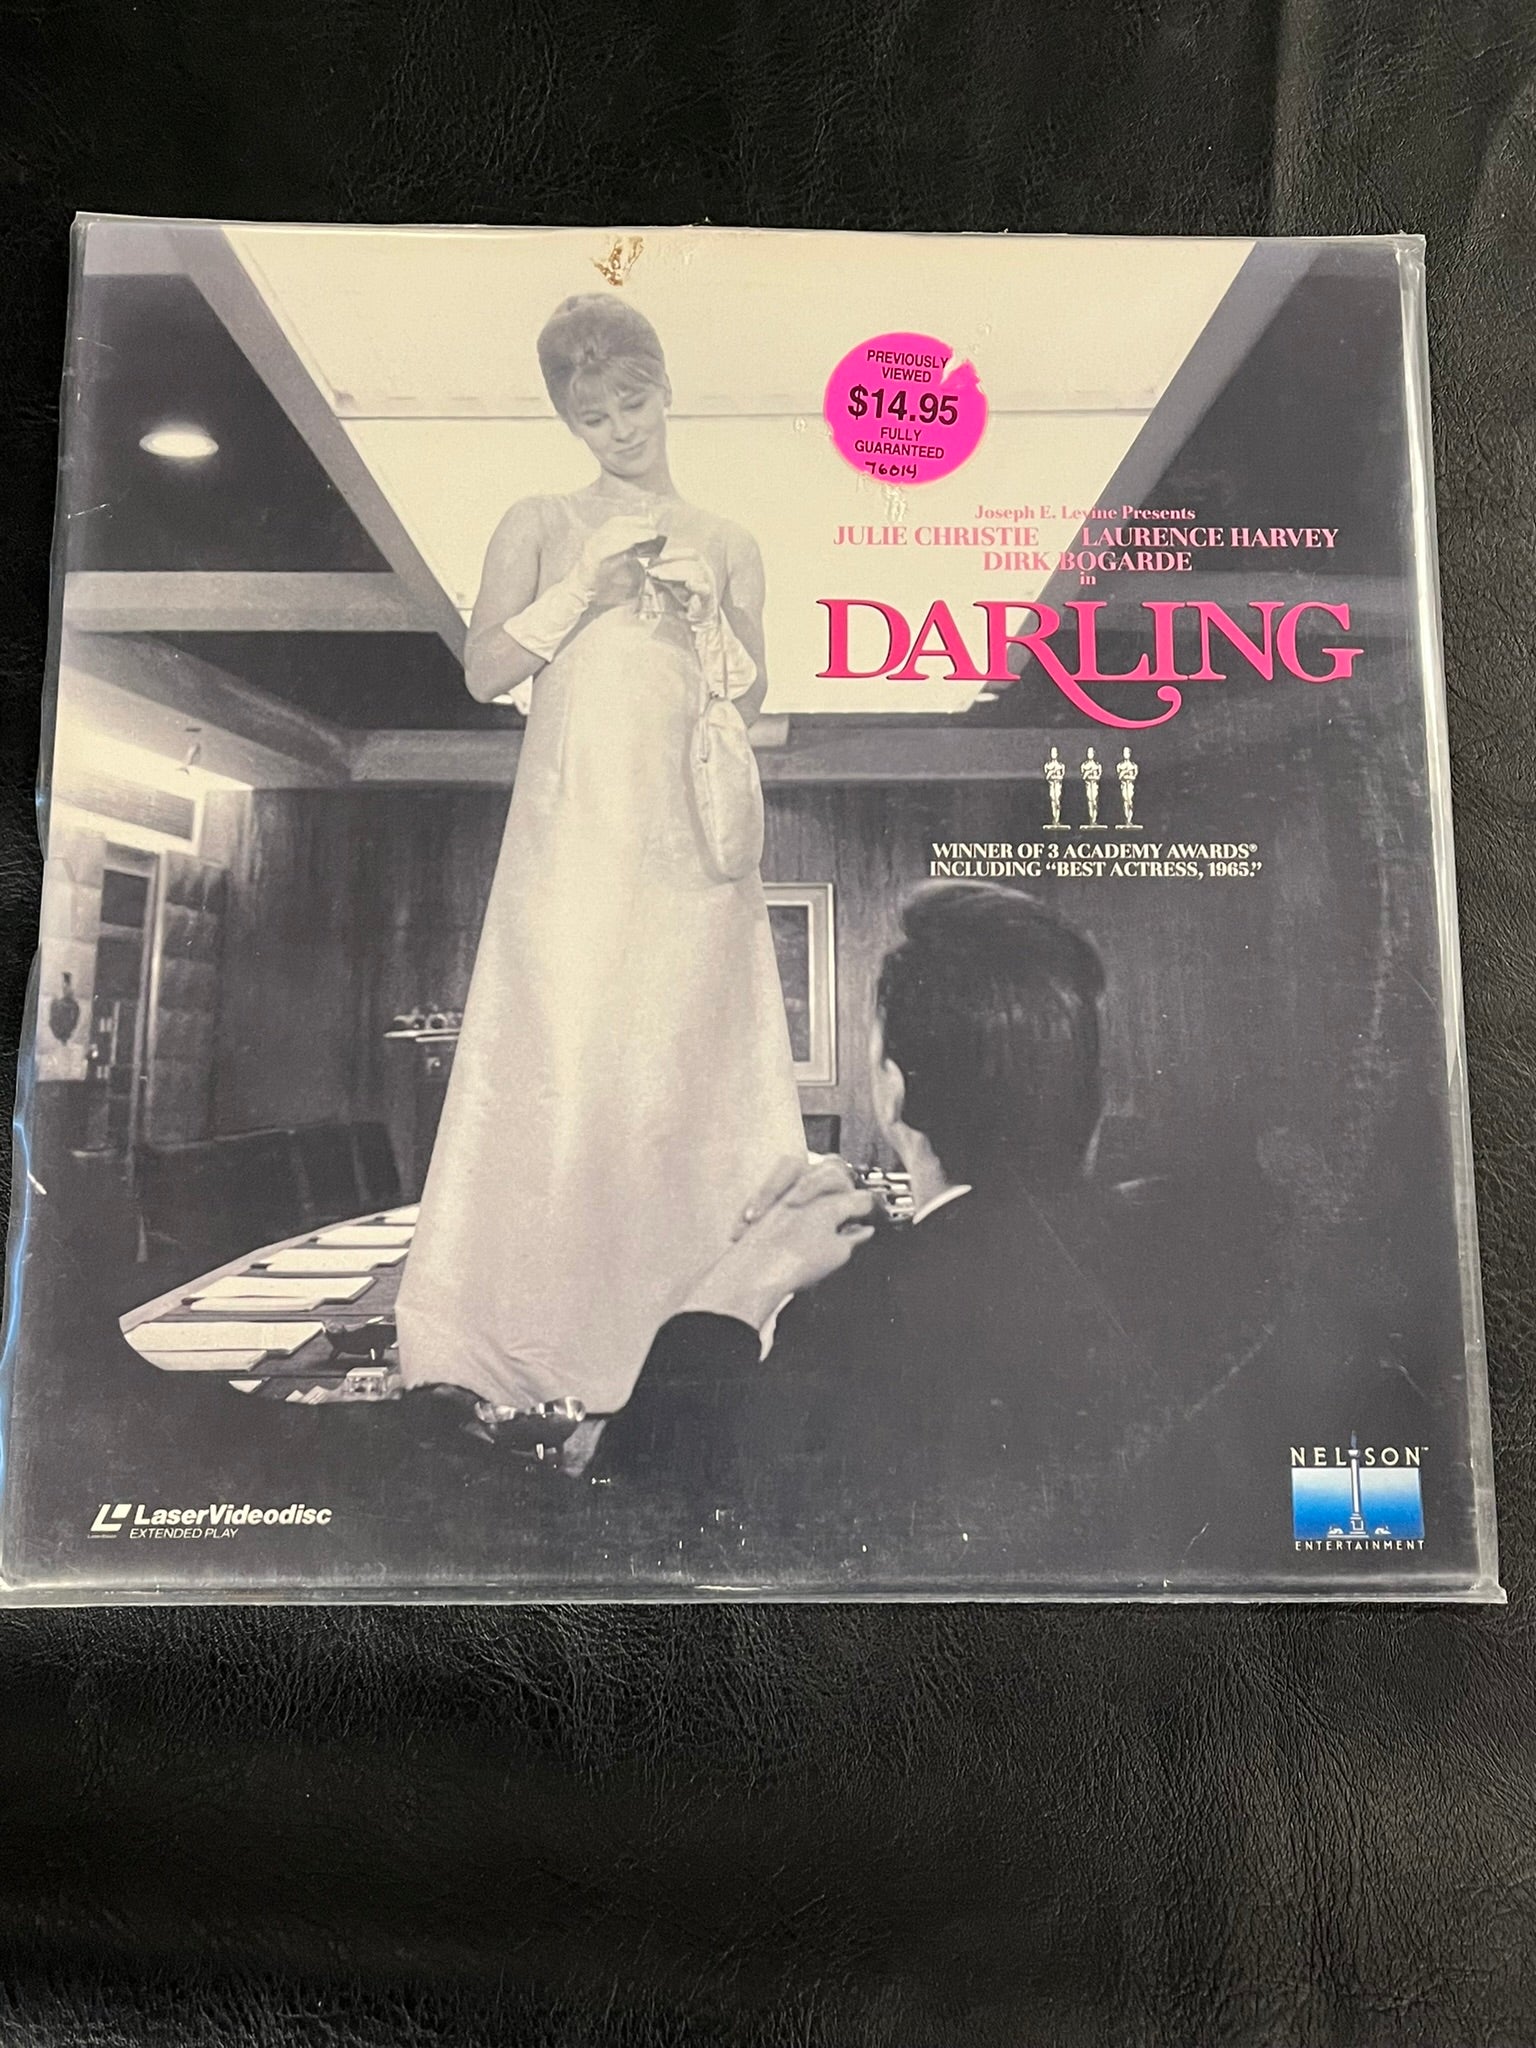 PREVIOUSLY
VIEWED
$14.95
FULLY
GUARANTEED
76014
Joseph E. Levine Presents
JULIE CHRISTIE LAURENCE HARVEY
DIRK BOGARDE
in
DARLING
WINNER OF 3 ACADEMY AWARDS®
INCLUDING “BEST ACTRESS, 1965.”
LaserVideodisc
EXTENDED PLAY
NELSON™
ENTERTAINMENT